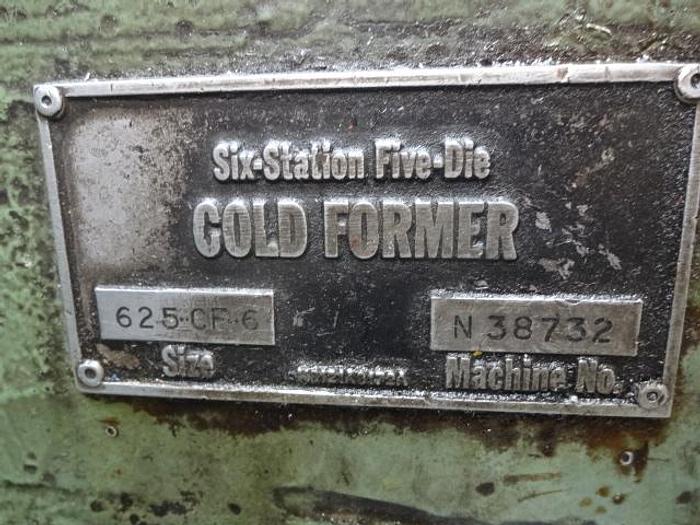 Six-Station Five-Die
COLD FORMER
625·CF·6
N 38732
Size
Machine No.